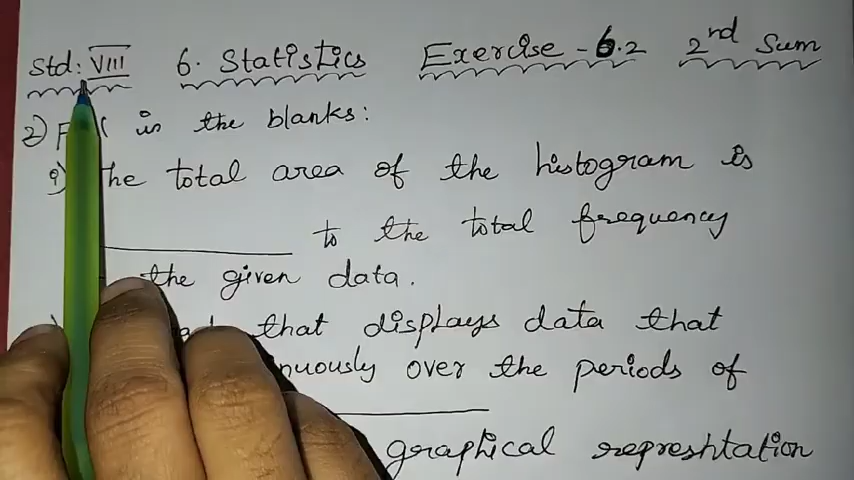 Std: VIII 6. Statistics Exercise - 6.2 2nd Sum
2) in the blanks:
i) the total area of the histogram is
________ to the total frequency
the given data.
that displays data that
nuously over the periods of
________
graphical represhtation